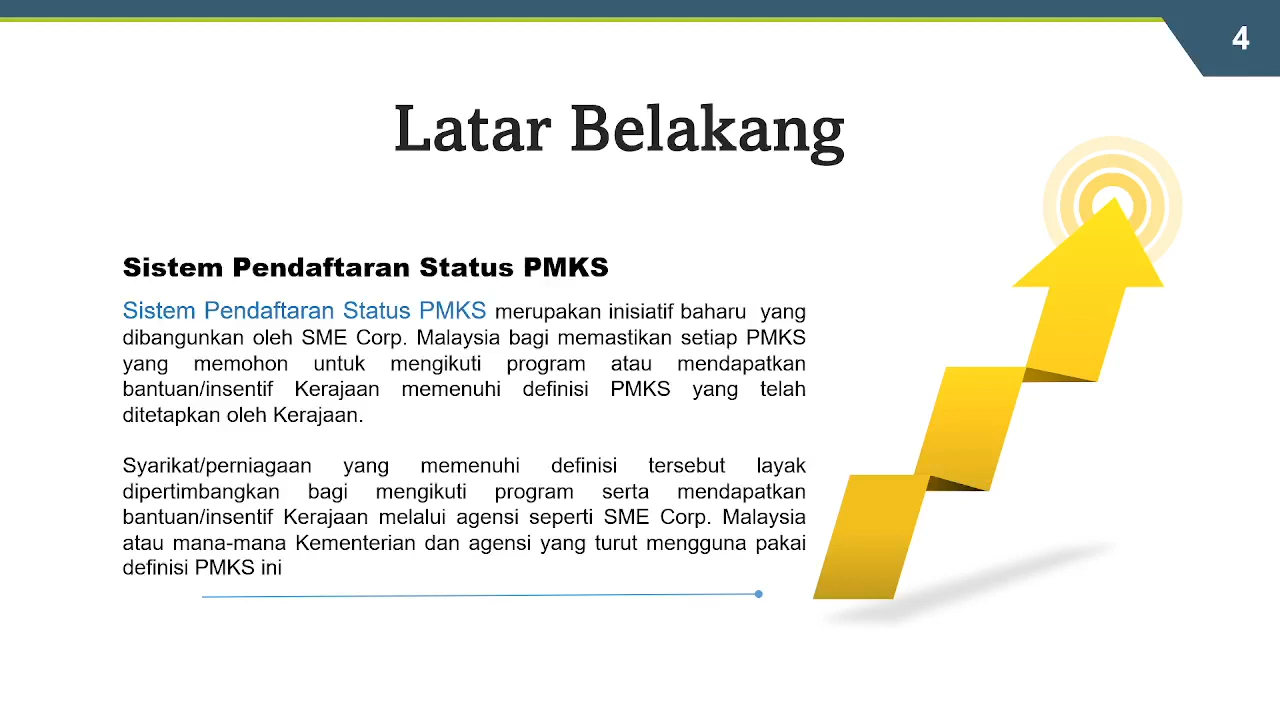 4
Latar Belakang
Sistem Pendaftaran Status PMKS
Sistem Pendaftaran Status PMKS merupakan inisiatif baharu yang
dibangunkan oleh SME Corp. Malaysia bagi memastikan setiap PMKS
yang memohon untuk mengikuti program atau mendapatkan
bantuan/insentif Kerajaan memenuhi definisi PMKS yang telah
ditetapkan oleh Kerajaan.
Syarikat/perniagaan yang memenuhi definisi tersebut layak
dipertimbangkan bagi mengikuti program serta mendapatkan
bantuan/insentif Kerajaan melalui agensi seperti SME Corp. Malaysia
atau mana-mana Kementerian dan agensi yang turut mengguna pakai
definisi PMKS ini